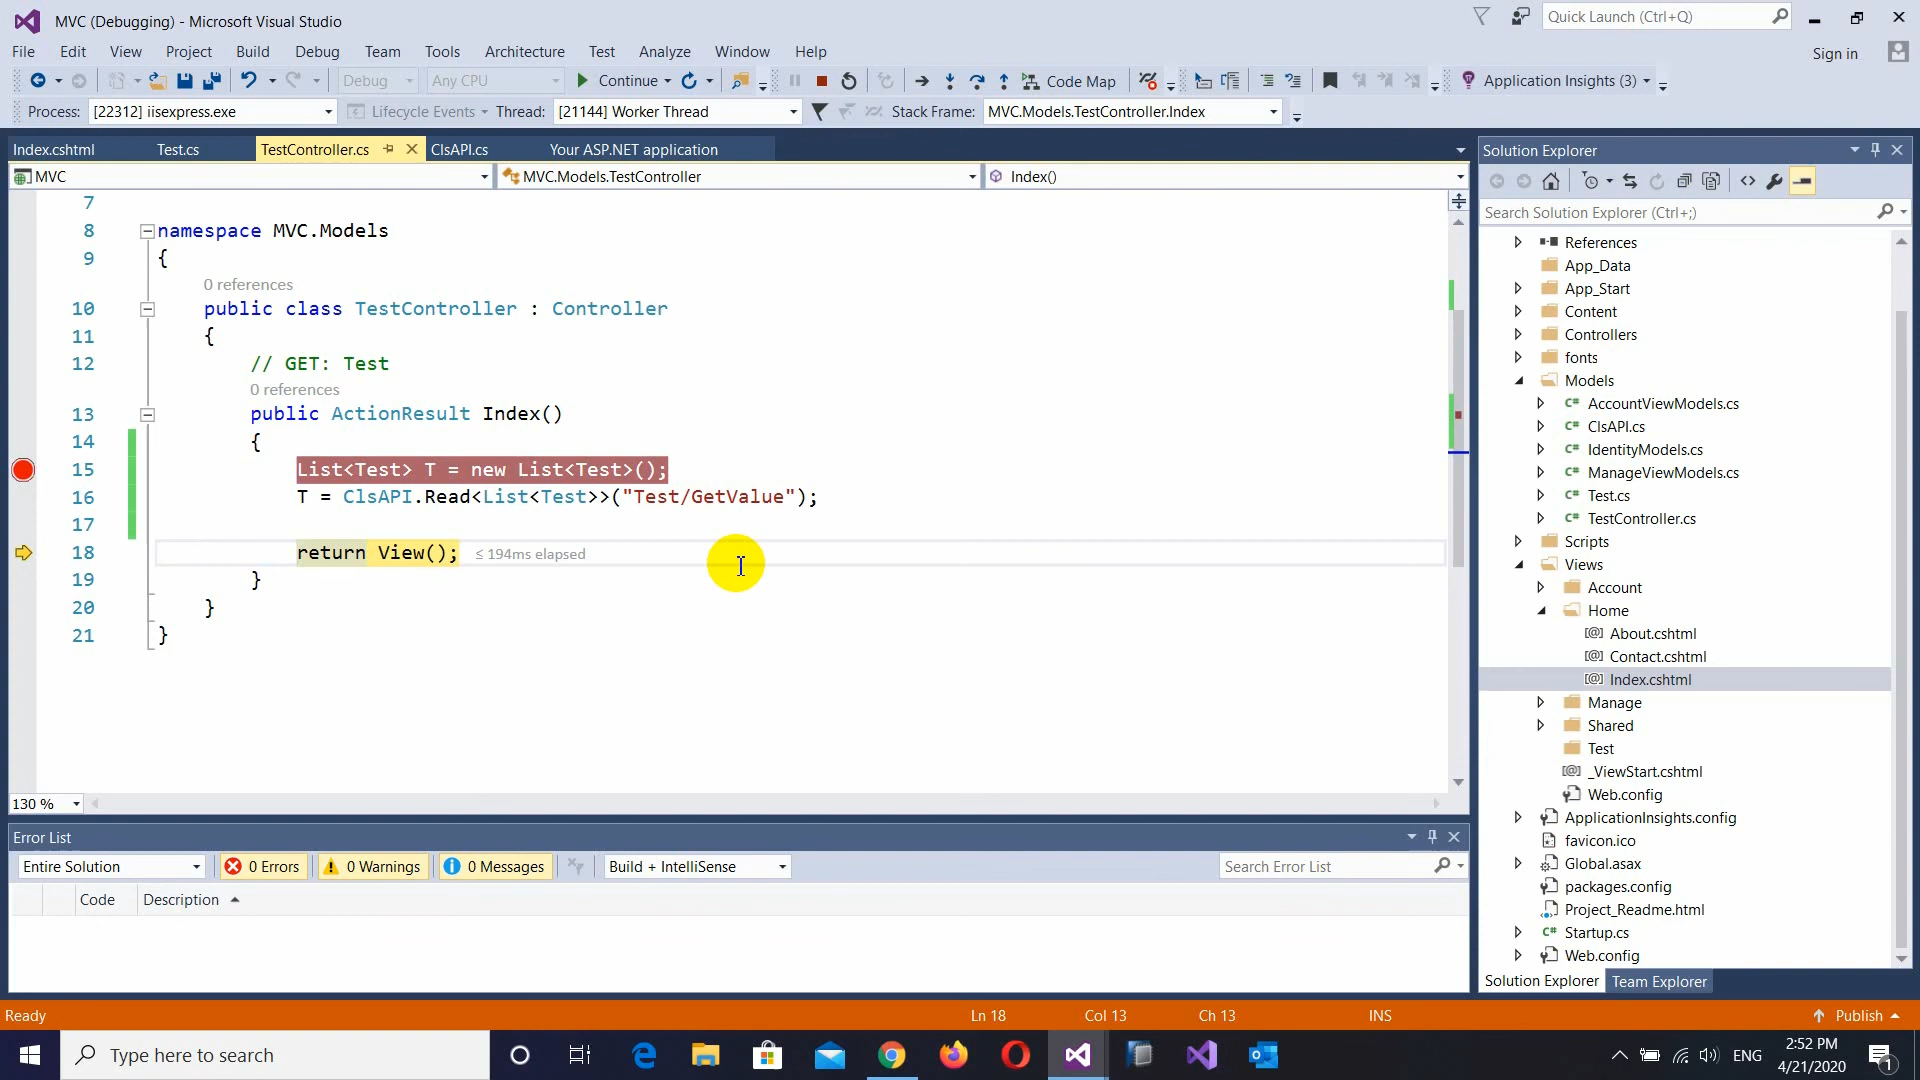 MVC (Debugging) - Microsoft Visual Studio
Quick Launch (Ctrl+Q)
File Edit View Project Build Debug Team Tools Architecture Test Analyze Window Help
Sign in
Debug Any CPU Continue Code Map Application Insights (3)
Process: [22312] iisexpress.exe Lifecycle Events Thread: [21144] Worker Thread Stack Frame: MVC.Models.TestController.Index
Index.cshtml Test.cs TestController.cs ClsAPI.cs Your ASP.NET application
MVC MVC.Models.TestController Index()
7
8 namespace MVC.Models
9 {
0 references
10 public class TestController : Controller
11 {
12 // GET: Test
0 references
13 public ActionResult Index()
14 {
15 List<Test> T = new List<Test>();
16 T = ClsAPI.Read<List<Test>>("Test/GetValue");
17
18 return View(); ≤ 194ms elapsed
19 }
20 }
21 }
130 %
Error List
Entire Solution 0 Errors 0 Warnings 0 Messages Build + IntelliSense Search Error List
Code Description
Solution Explorer
Search Solution Explorer (Ctrl+;)
References
App_Data
App_Start
Content
Controllers
fonts
Models
C# AccountViewModels.cs
C# ClsAPI.cs
C# IdentityModels.cs
C# ManageViewModels.cs
C# Test.cs
C# TestController.cs
Scripts
Views
Account
Home
[@] About.cshtml
[@] Contact.cshtml
[@] Index.cshtml
Manage
Shared
Test
[@] _ViewStart.cshtml
Web.config
ApplicationInsights.config
favicon.ico
Global.asax
packages.config
Project_Readme.html
C# Startup.cs
Web.config
Solution Explorer Team Explorer
Ready Ln 18 Col 13 Ch 13 INS Publish
Type here to search
ENG
2:52 PM
4/21/2020
1